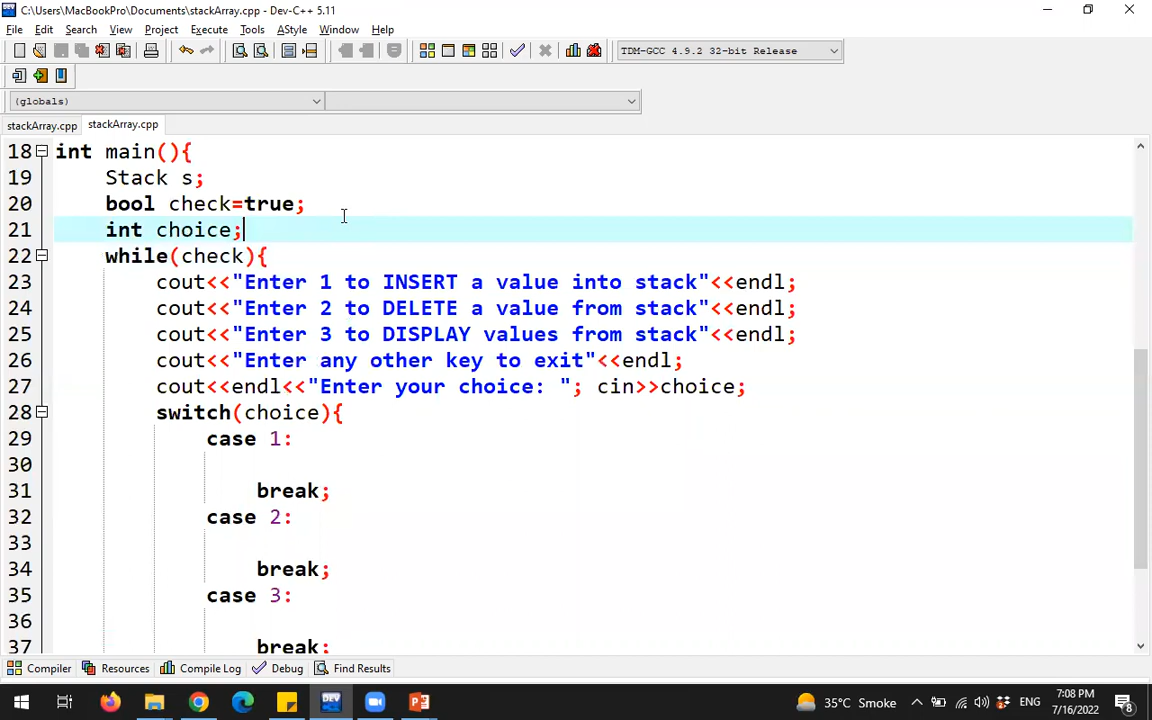 C:\Users\MacBookPro\Documents\stackArray.cpp - Dev-C++ 5.11
File Edit Search View Project Execute Tools AStyle Window Help
TDM-GCC 4.9.2 32-bit Release
(globals)
stackArray.cpp stackArray.cpp
18 int main(){
19 Stack s;
20 bool check=true;
21 int choice;
22 while(check){
23 cout<<"Enter 1 to INSERT a value into stack"<<endl;
24 cout<<"Enter 2 to DELETE a value from stack"<<endl;
25 cout<<"Enter 3 to DISPLAY values from stack"<<endl;
26 cout<<"Enter any other key to exit"<<endl;
27 cout<<endl<<"Enter your choice: "; cin>>choice;
28 switch(choice){
29 case 1:
30
31 break;
32 case 2:
33
34 break;
35 case 3:
36
37 break;
Compiler Resources Compile Log Debug Find Results
DEV
35°C Smoke ENG 7:08 PM
7/16/2022 8